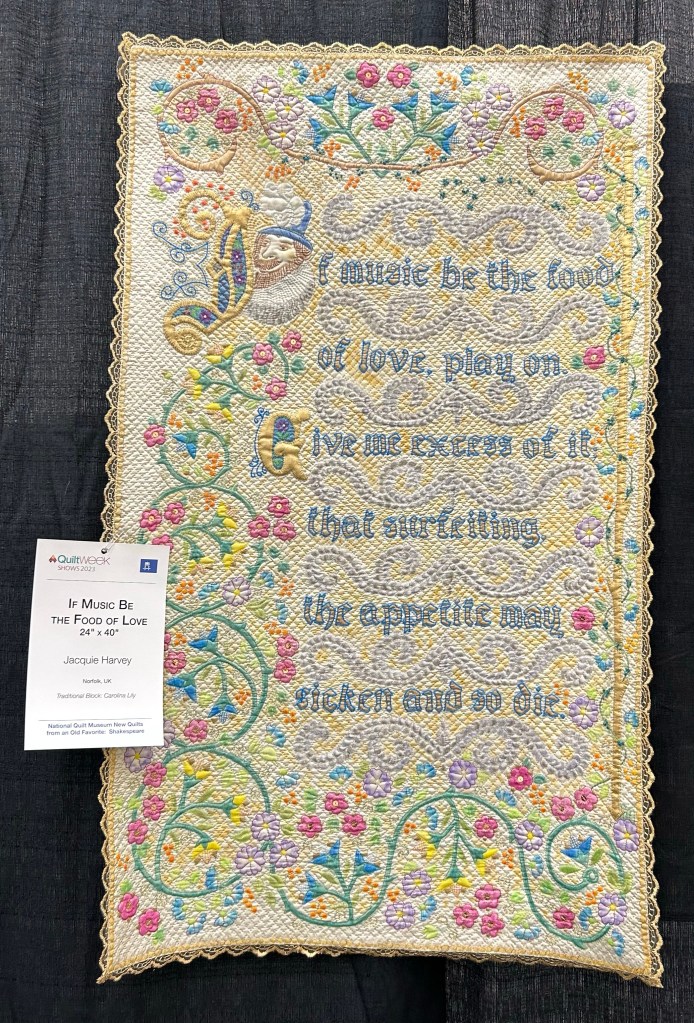 If music be the food
of love, play on.
Give me excess of it;
that surfeiting,
the appetite may
sicken and so die.
QuiltWeek
SHOWS 2023
If Music Be
the Food of Love
24" x 40"
Jacquie Harvey
Norfolk, UK
Traditional Block: Carolina Lily
National Quilt Museum New Quilts
from an Old Favorite: Shakespeare